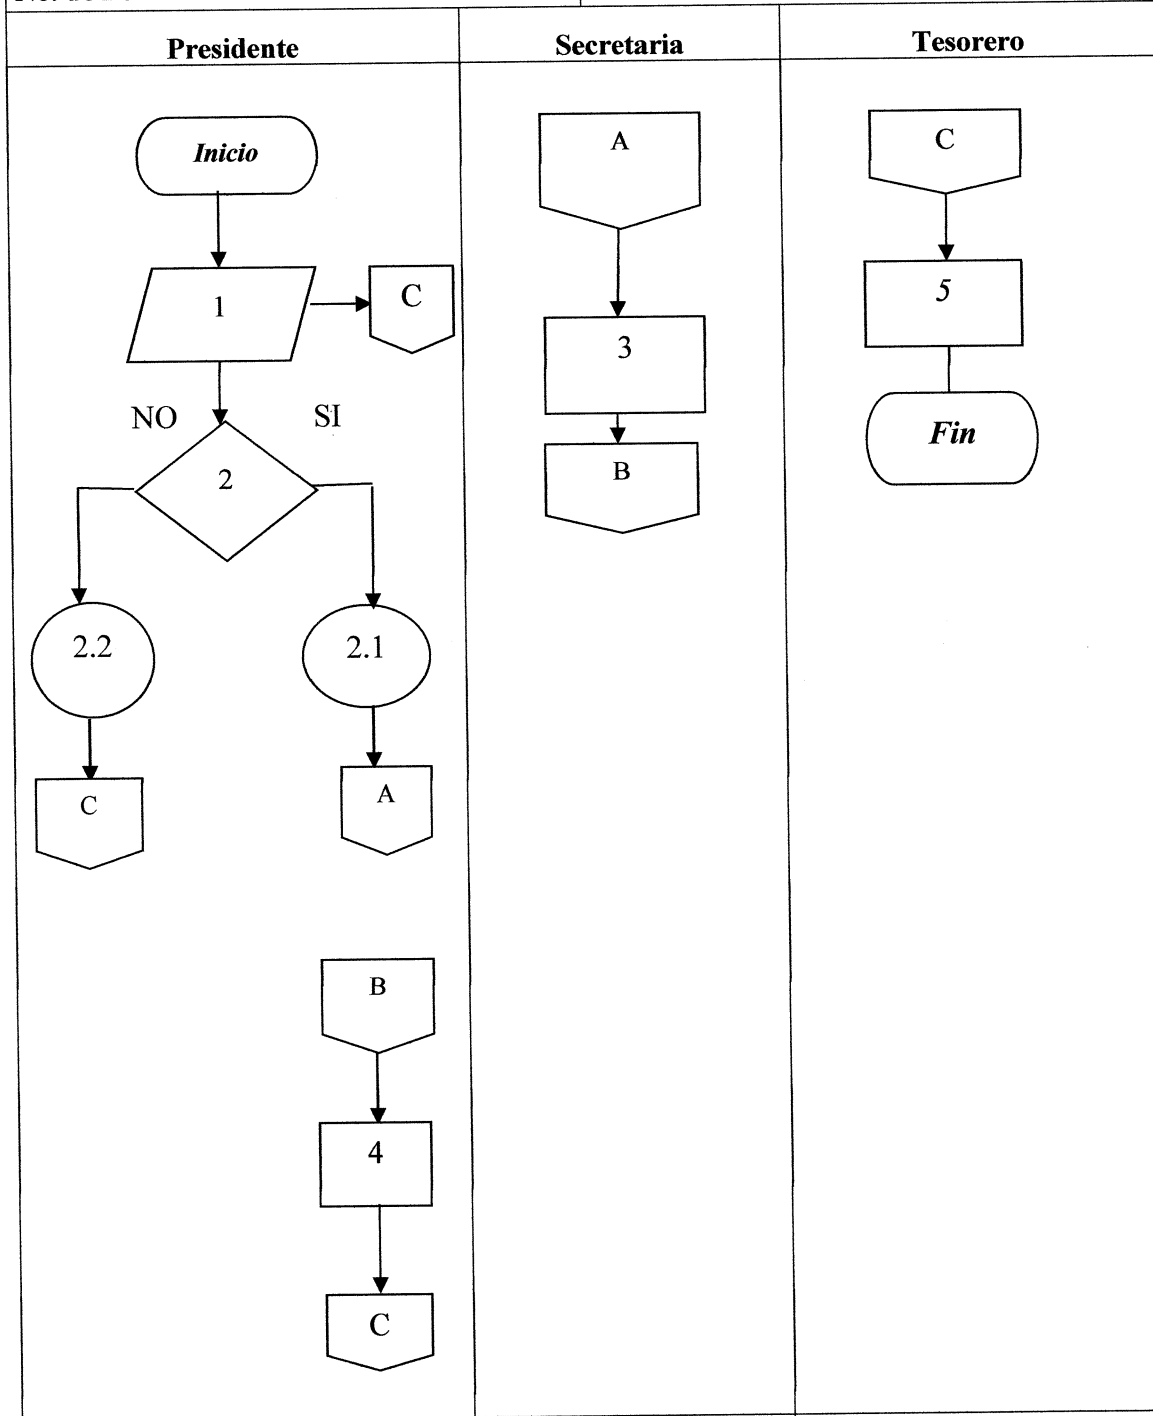 Presidente
Secretaria
Tesorero
Inicio
1
C
NO
SI
2
2.2
2.1
C
A
B
4
C
A
3
B
C
5
Fin